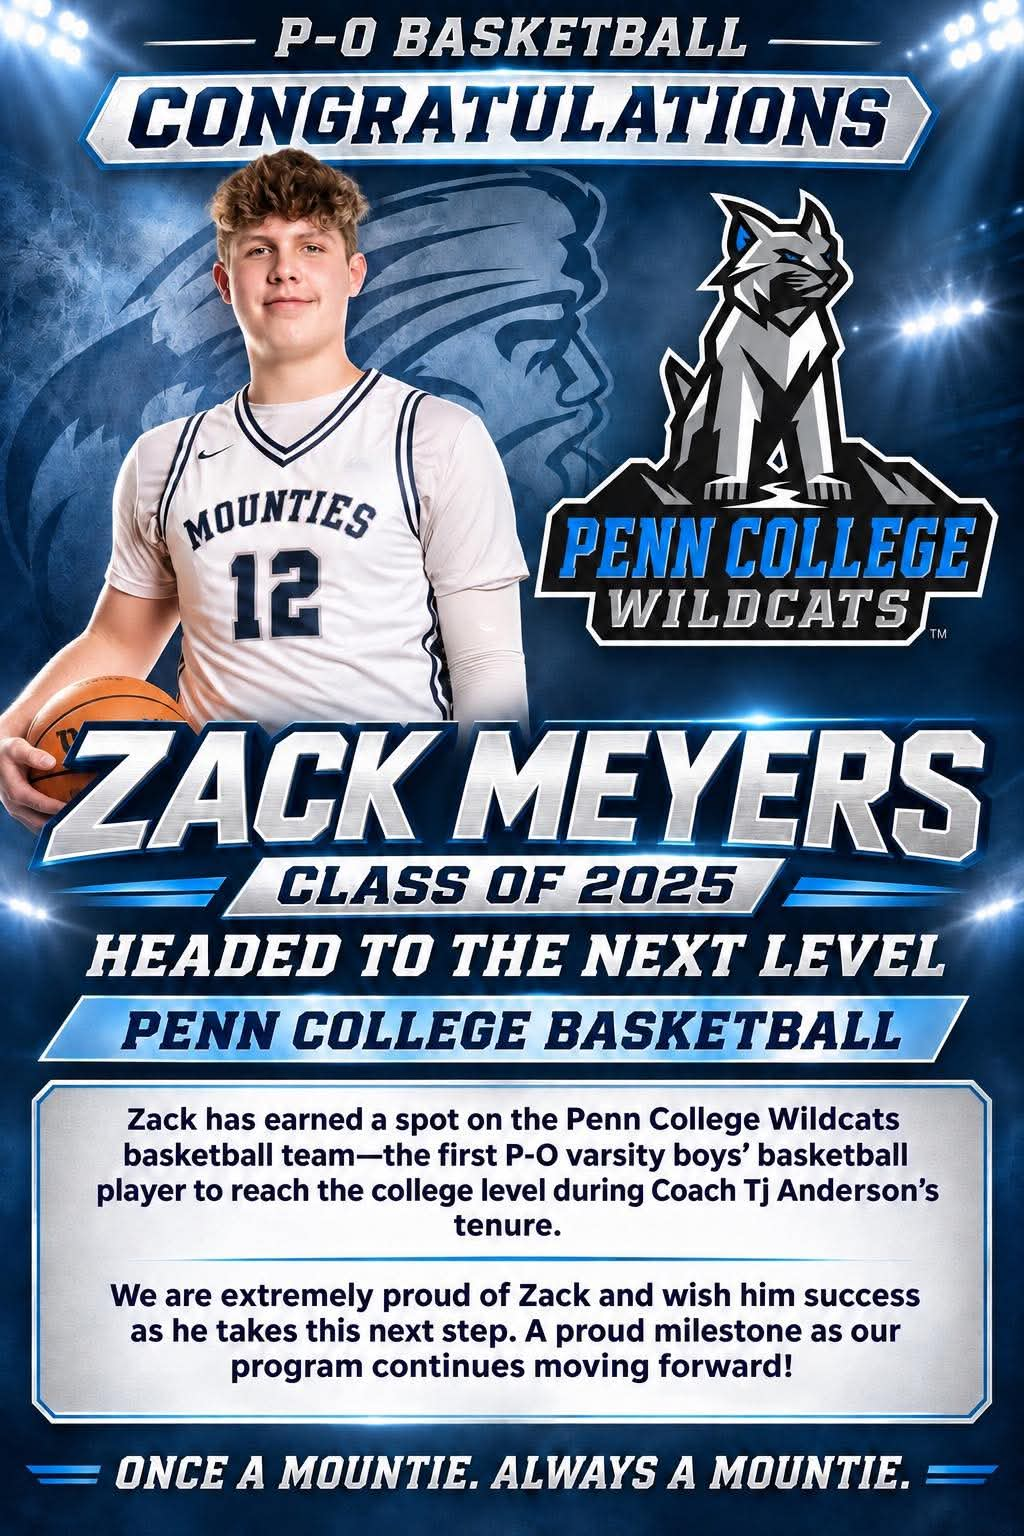 P-O BASKETBALL
CONGRATULATIONS
MOUNTIES
12
PENN COLLEGE
WILDCATS
TM
ZACK MEYERS
CLASS OF 2025
HEADED TO THE NEXT LEVEL
PENN COLLEGE BASKETBALL
Zack has earned a spot on the Penn College Wildcats
basketball team—the first P-O varsity boys' basketball
player to reach the college level during Coach Tj Anderson's
tenure.
We are extremely proud of Zack and wish him success
as he takes this next step. A proud milestone as our
program continues moving forward!
ONCE A MOUNTIE. ALWAYS A MOUNTIE.